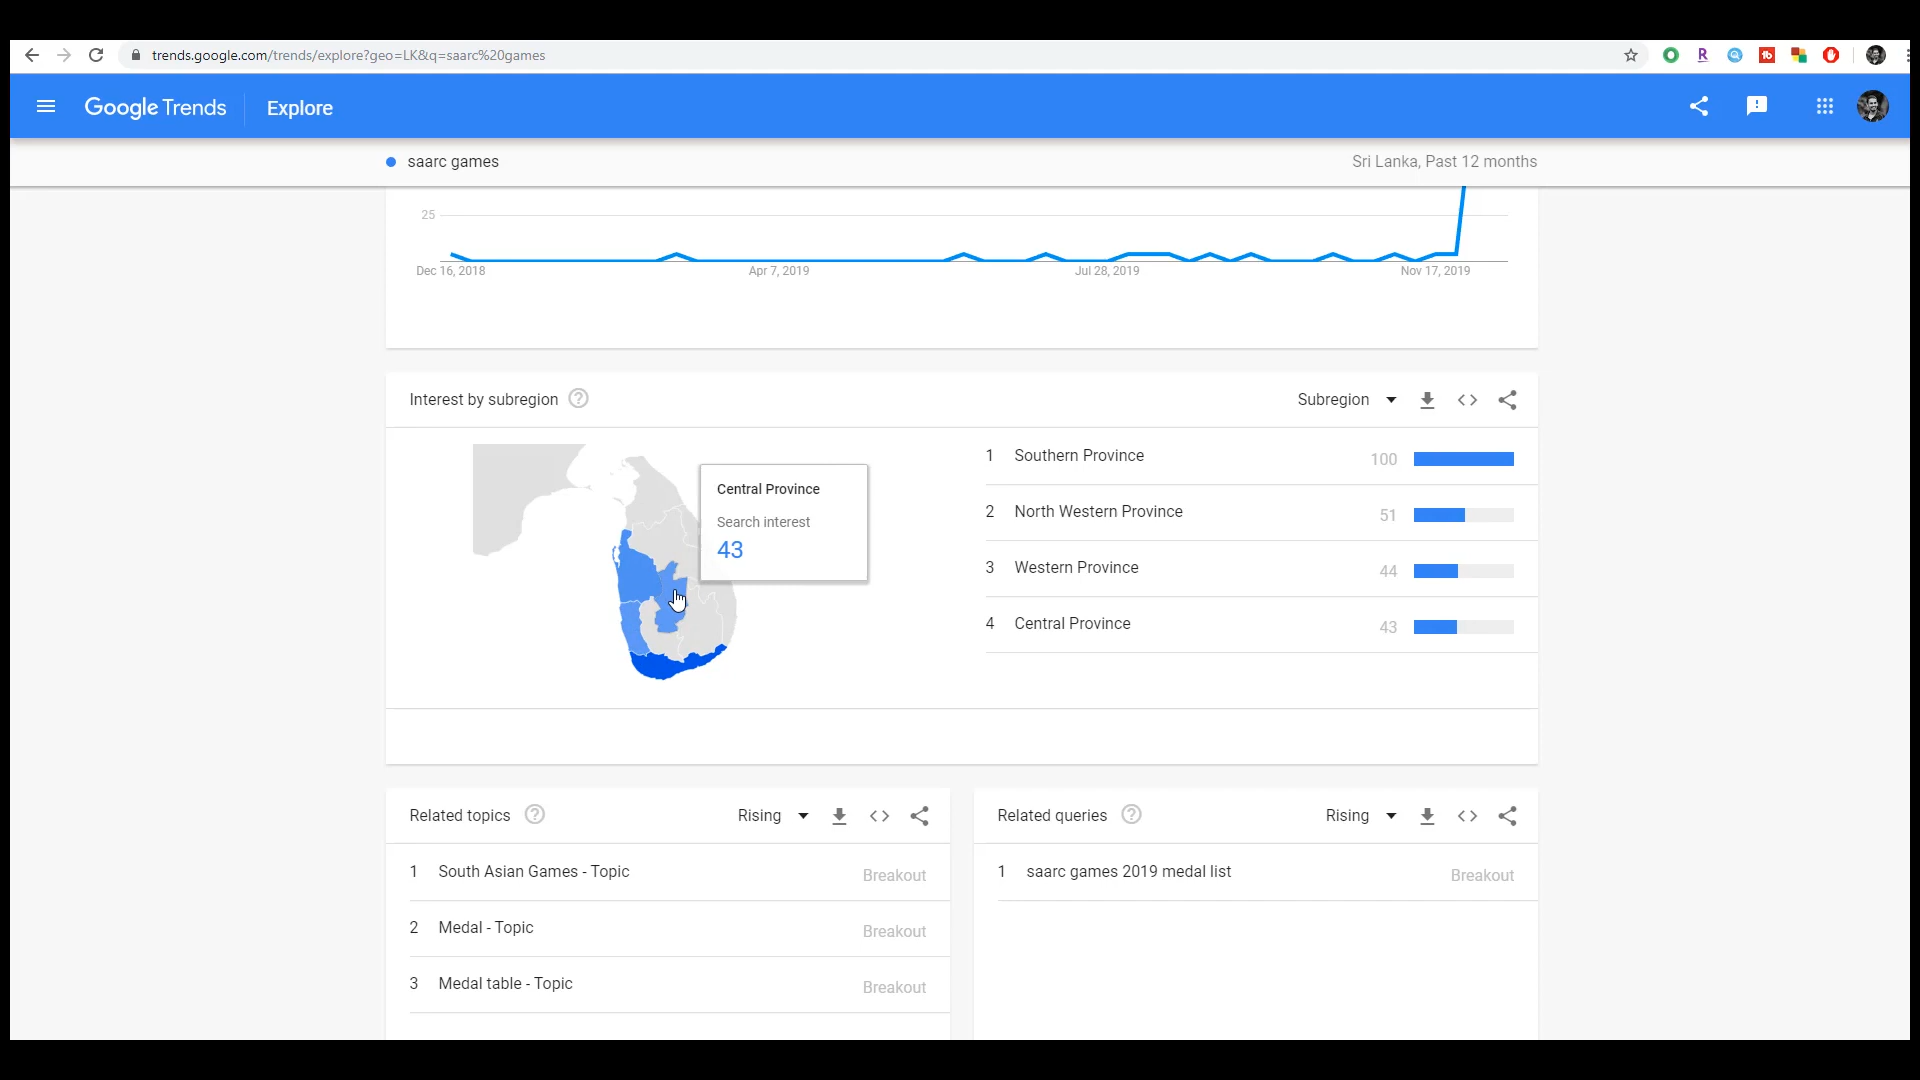 trends.google.com/trends/explore?geo=LK&q=saarc%20games
Google Trends
Explore
saarc games
Sri Lanka, Past 12 months
25
Dec 16, 2018
Apr 7, 2019
Jul 28, 2019
Nov 17, 2019
Interest by subregion
Subregion
Central Province
Search interest
43
1 Southern Province 100
2 North Western Province 51
3 Western Province 44
4 Central Province 43
Related topics
Rising
1 South Asian Games - Topic Breakout
2 Medal - Topic Breakout
3 Medal table - Topic Breakout
Related queries
Rising
1 saarc games 2019 medal list Breakout